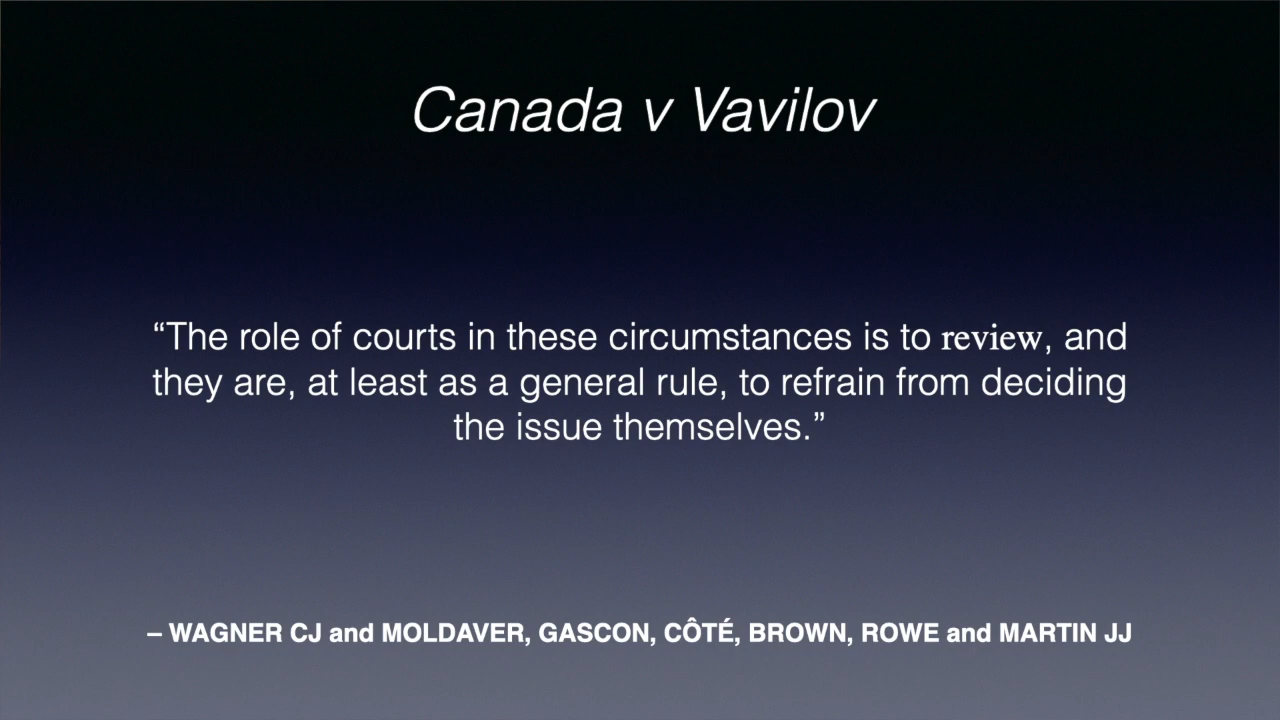 Canada v Vavilov
“The role of courts in these circumstances is to review, and
they are, at least as a general rule, to refrain from deciding
the issue themselves.”
– WAGNER CJ and MOLDAVER, GASCON, CÔTÉ, BROWN, ROWE and MARTIN JJ